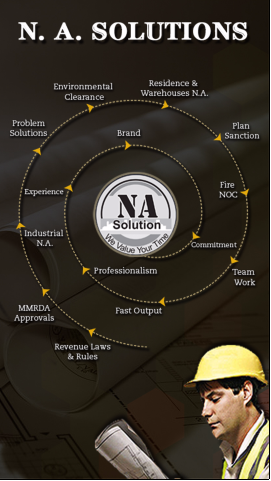 N. A. SOLUTIONS
Environmental
Clearance
Residence &
Warehouses N.A.
Problem
Solutions
Brand
Plan
Sanction
Experience
Fire
NOC
NA
Solution
We Value Your Time
Industrial
N.A.
Commitment
Professionalism
Team
Work
MMRDA
Approvals
Fast Output
Revenue Laws
& Rules